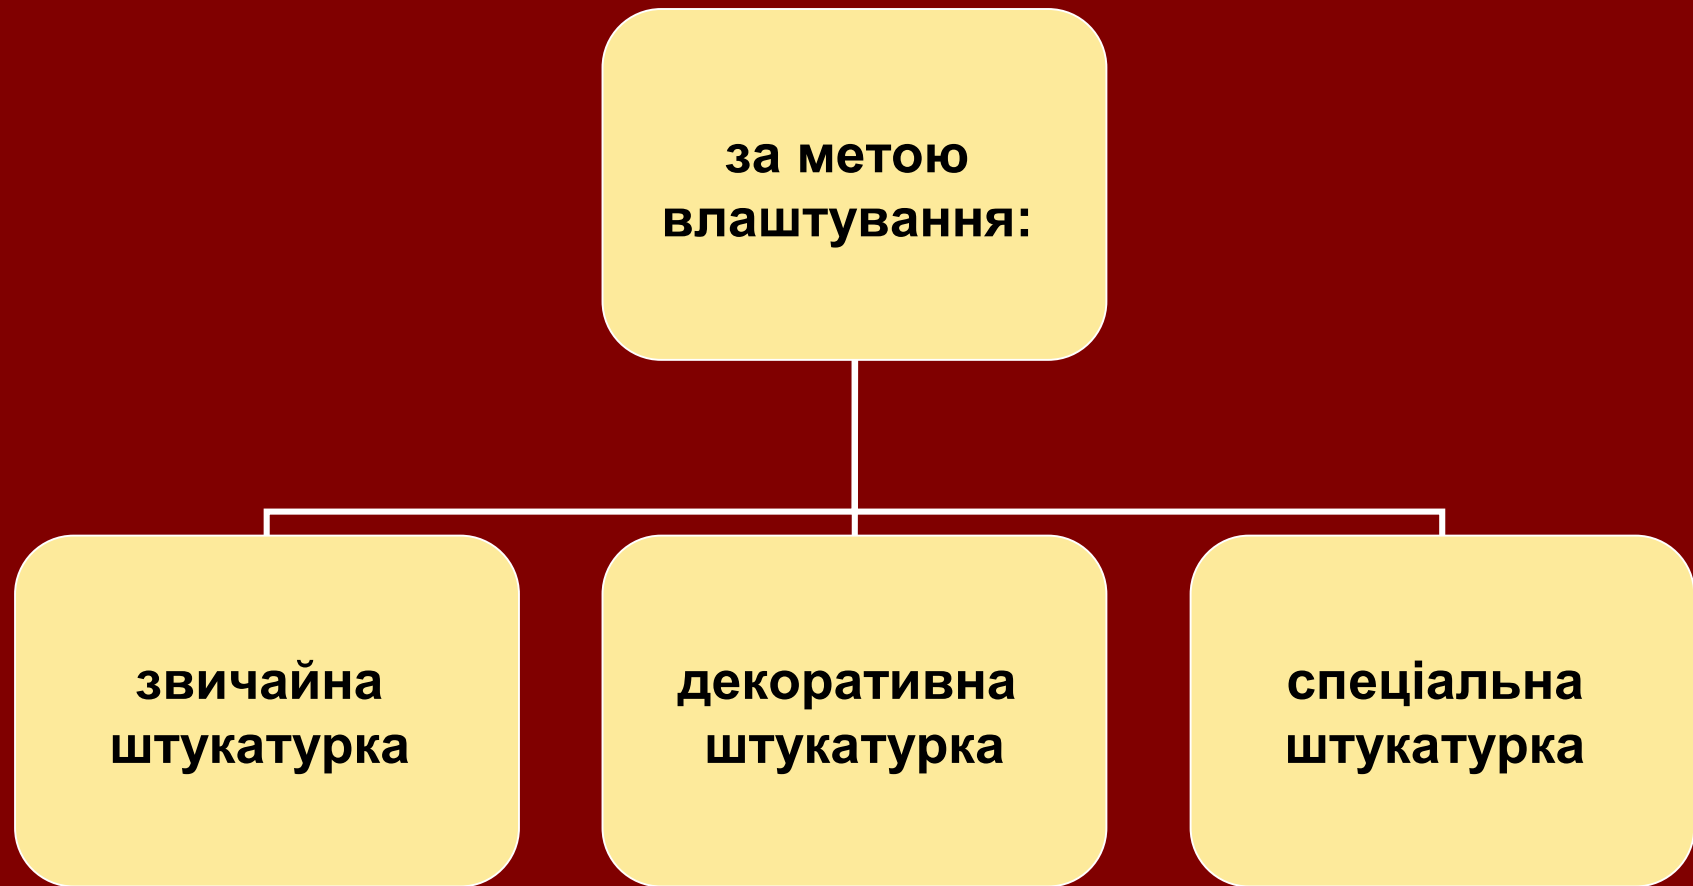 за метою
влаштування:
звичайна
штукатурка
декоративна
штукатурка
спеціальна
штукатурка